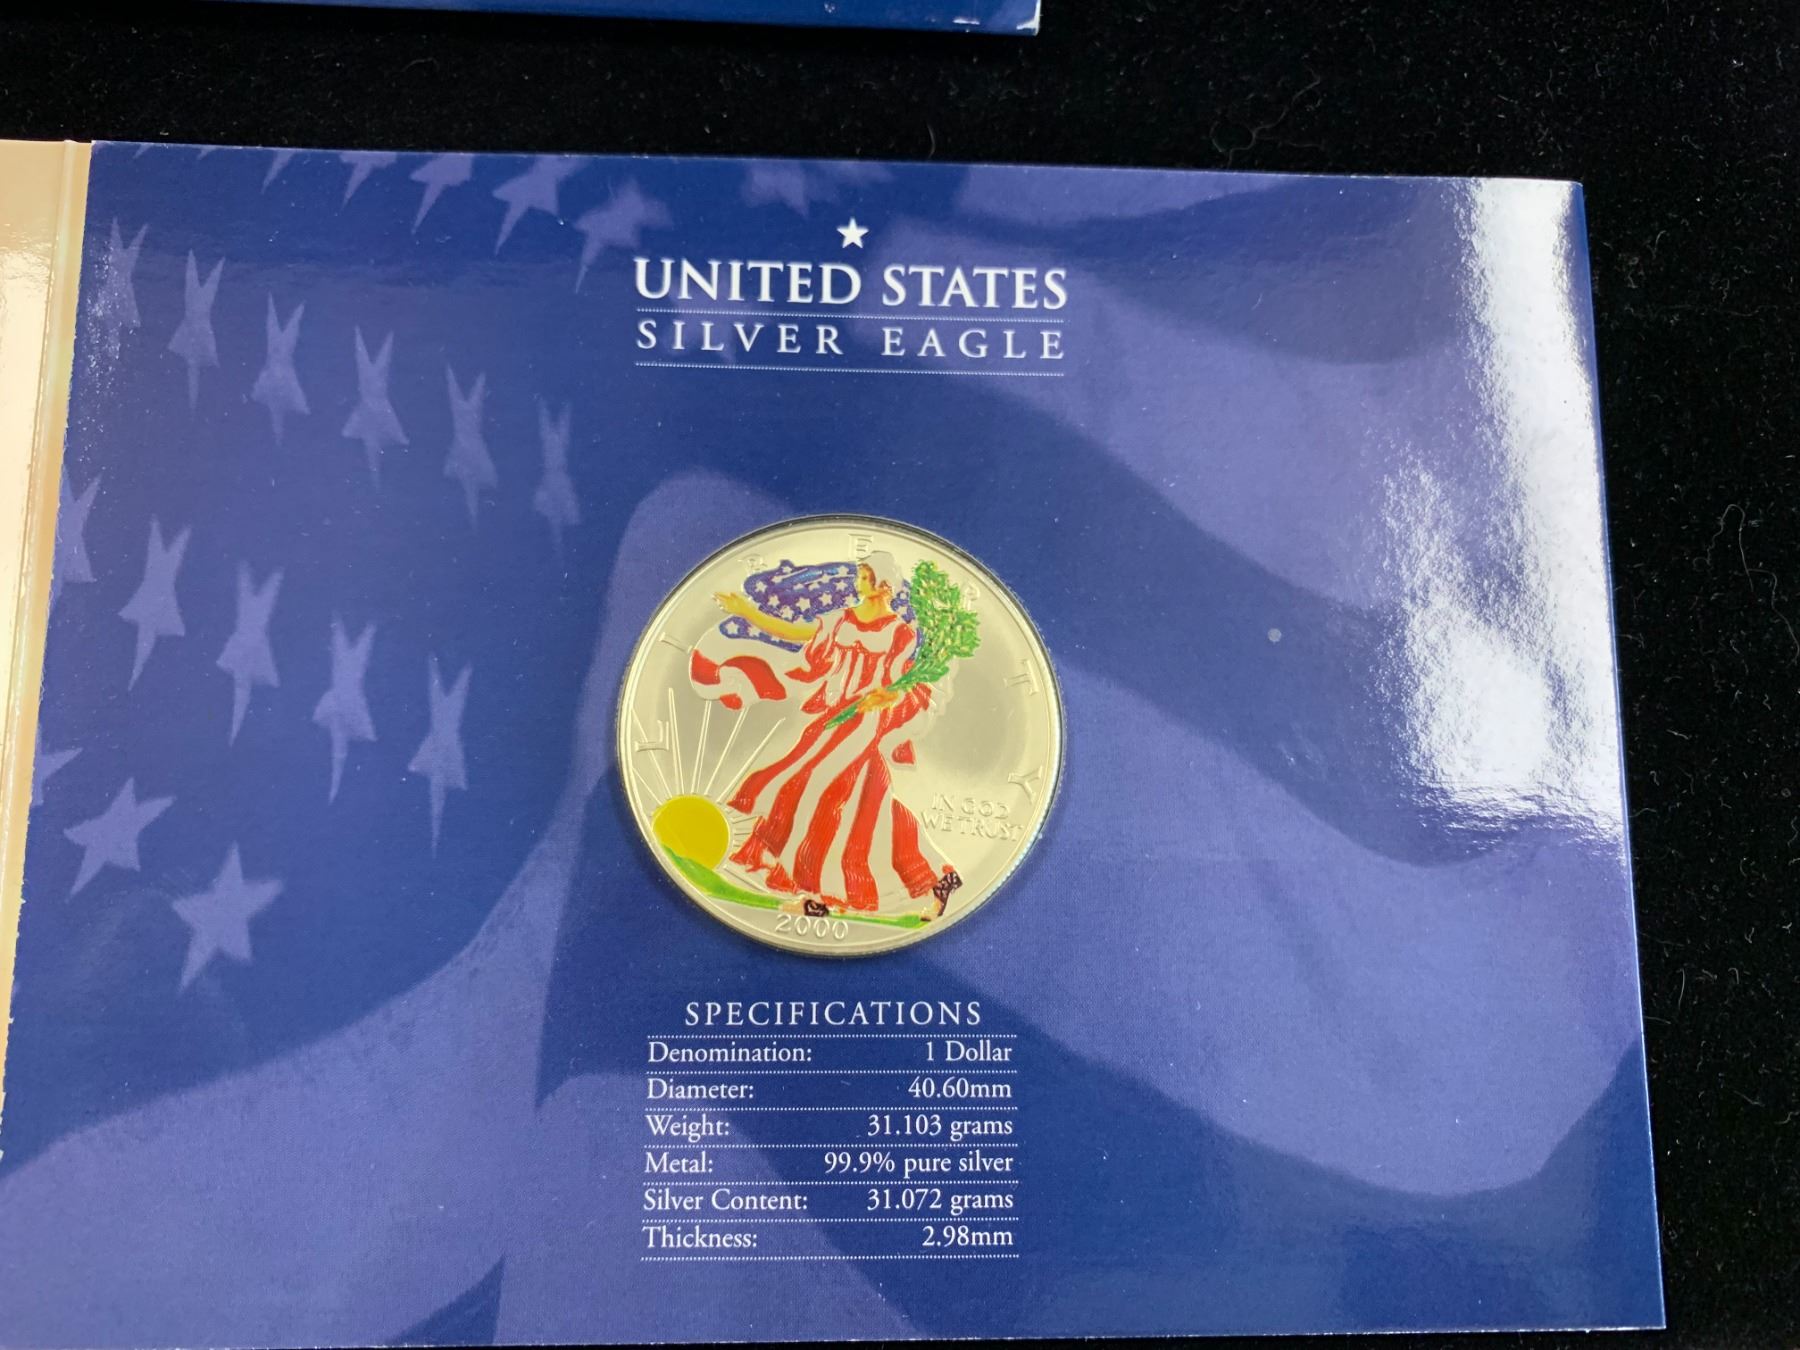 UNITED STATES
SILVER EAGLE
LIBERTY
IN GOD
WE TRUST
2000
SPECIFICATIONS
Denomination: 1 Dollar
Diameter: 40.60mm
Weight: 31.103 grams
Metal: 99.9% pure silver
Silver Content: 31.072 grams
Thickness: 2.98mm